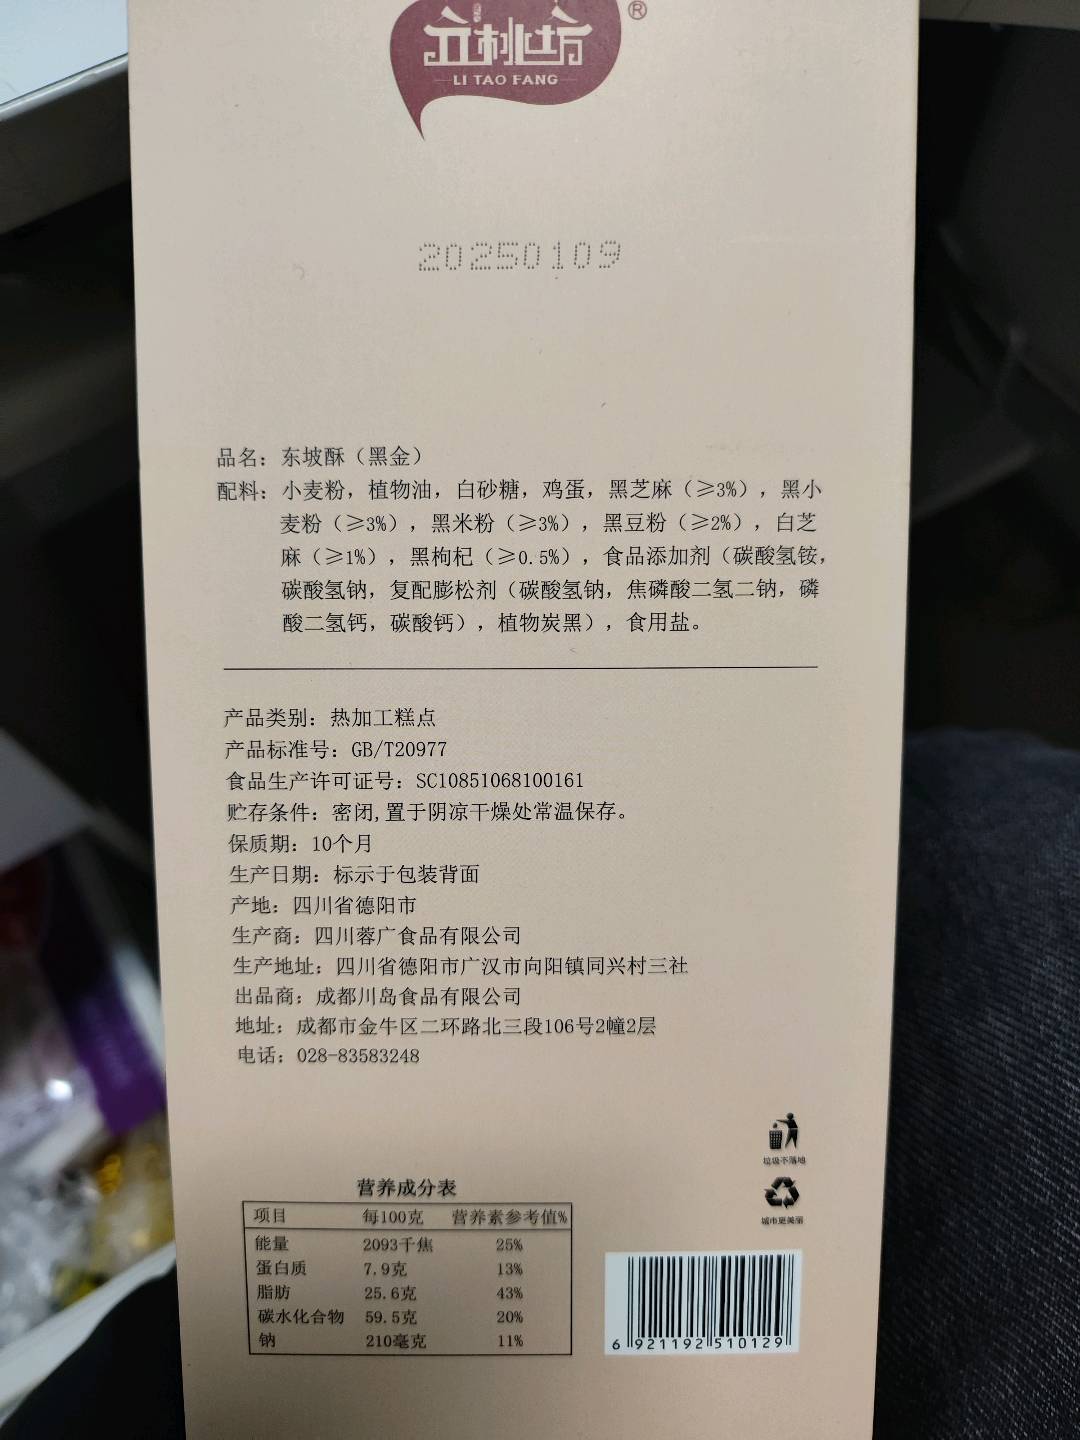 立桃坊
®
LI TAO FANG
20250109
品名：东坡酥（黑金）
配料：小麦粉，植物油，白砂糖，鸡蛋，黑芝麻（≥3%），黑小
麦粉（≥3%），黑米粉（≥3%），黑豆粉（≥2%），白芝
麻（≥1%），黑枸杞（≥0.5%），食品添加剂（碳酸氢铵，
碳酸氢钠，复配膨松剂（碳酸氢钠，焦磷酸二氢二钠，磷
酸二氢钙，碳酸钙），植物炭黑），食用盐。
产品类别：热加工糕点
产品标准号：GB/T20977
食品生产许可证号：SC10851068100161
贮存条件：密闭,置于阴凉干燥处常温保存。
保质期：10个月
生产日期：标示于包装背面
产地：四川省德阳市
生产商：四川蓉广食品有限公司
生产地址：四川省德阳市广汉市向阳镇同兴村三社
出品商：成都川岛食品有限公司
地址：成都市金牛区二环路北三段106号2幢2层
电话：028-83583248
垃圾不落地
城市更美丽
营养成分表
项目 每100克 营养素参考值%
能量 2093千焦 25%
蛋白质 7.9克 13%
脂肪 25.6克 43%
碳水化合物 59.5克 20%
钠 210毫克 11%
6 921192 510129